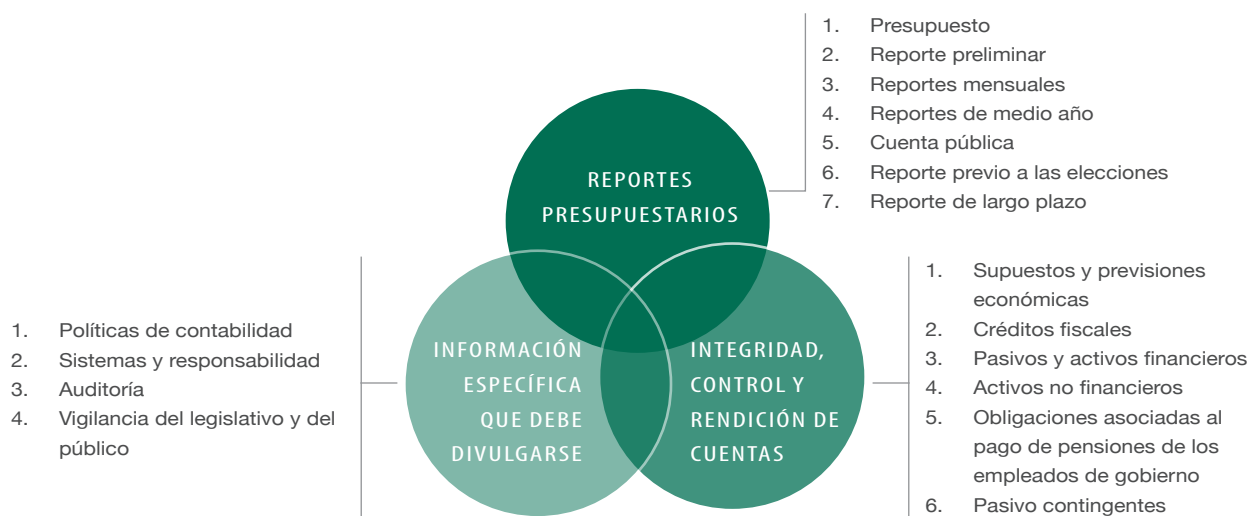 1. Presupuesto
2. Reporte preliminar
3. Reportes mensuales
4. Reportes de medio año
5. Cuenta pública
6. Reporte previo a las elecciones
7. Reporte de largo plazo
REPORTES
PRESUPUESTARIOS
1. Políticas de contabilidad
2. Sistemas y responsabilidad
3. Auditoría
4. Vigilancia del legislativo y del
público
INFORMACIÓN
ESPECÍFICA
QUE DEBE
DIVULGARSE
INTEGRIDAD,
CONTROL Y
RENDICIÓN DE
CUENTAS
1. Supuestos y previsiones
económicas
2. Créditos fiscales
3. Pasivos y activos financieros
4. Activos no financieros
5. Obligaciones asociadas al
pago de pensiones de los
empleados de gobierno
6. Pasivo contingentes